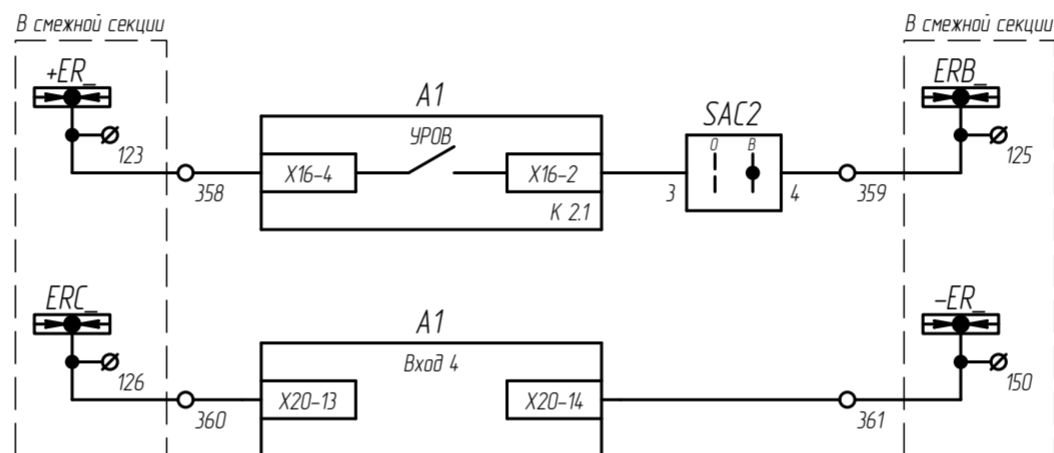 В смежной секции
В смежной секции
+ER_
A1
SAC2
ERB_
УРОВ
О
В
123
358
X16-4
X16-2
К 2.1
3
4
359
125
ERC_
A1
-ER_
Вход 4
126
360
X20-13
X20-14
361
150